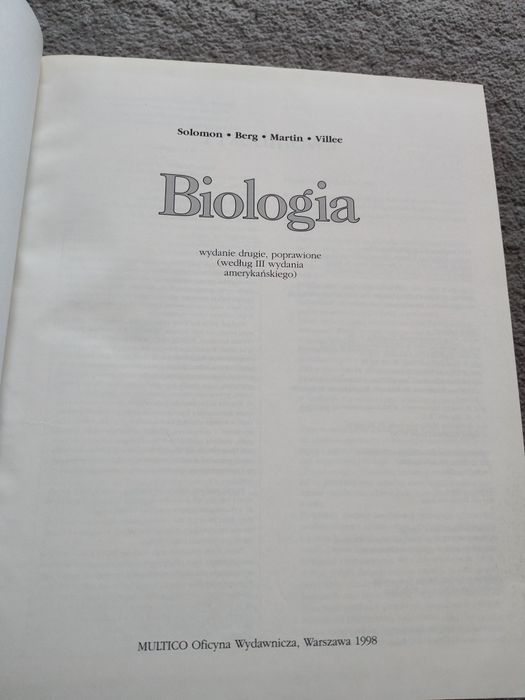 Solomon • Berg • Martin • Villee
Biologia
wydanie drugie, poprawione
(według III wydania
amerykańskiego)
MULTICO Oficyna Wydawnicza, Warszawa 1998